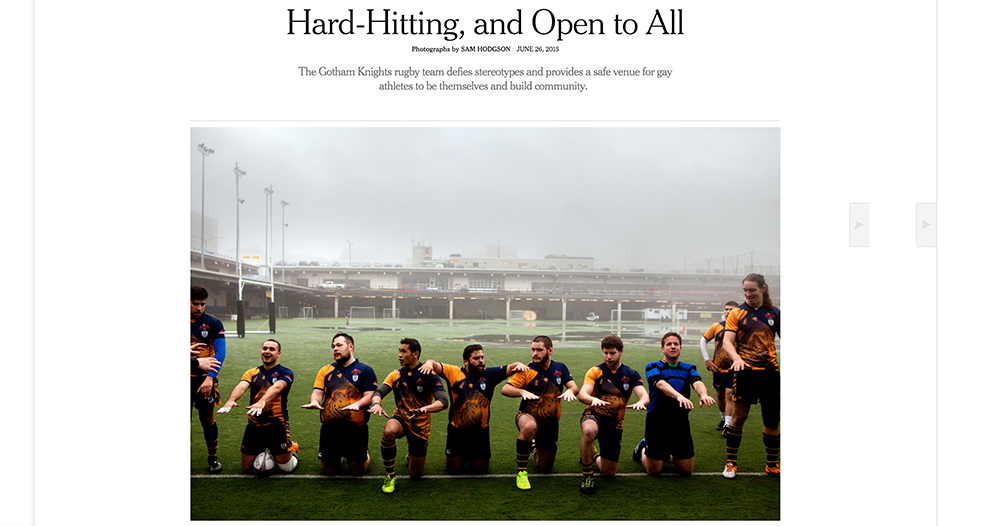 Hard-Hitting, and Open to All
Photographs by SAM HODGSON JUNE 26, 2015
The Gotham Knights rugby team defies stereotypes and provides a safe venue for gay
athletes to be themselves and build community.